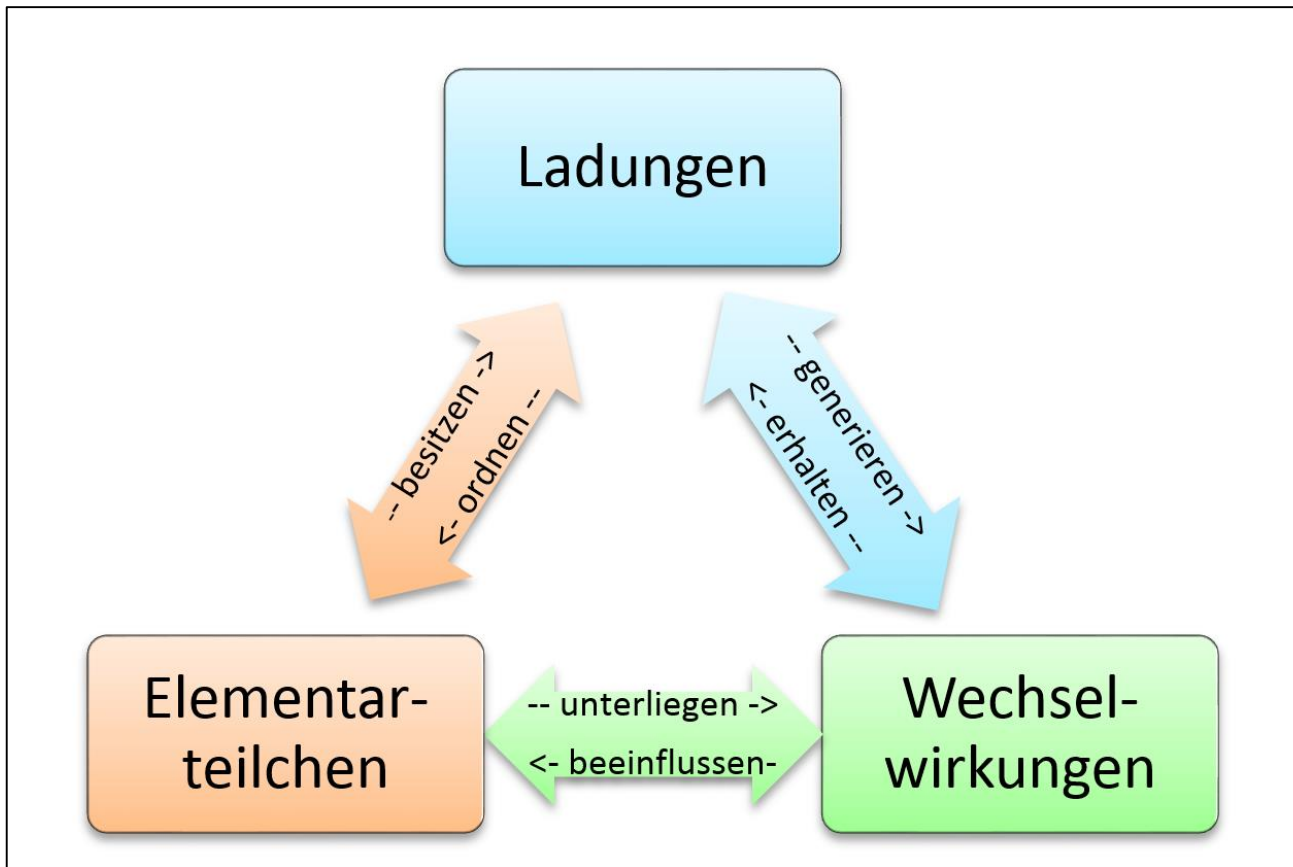 Ladungen
-- besitzen ->
<- ordnen --
-- generieren ->
<- erhalten --
Elementar-
teilchen
-- unterliegen ->
<- beeinflussen-
Wechsel-
wirkungen